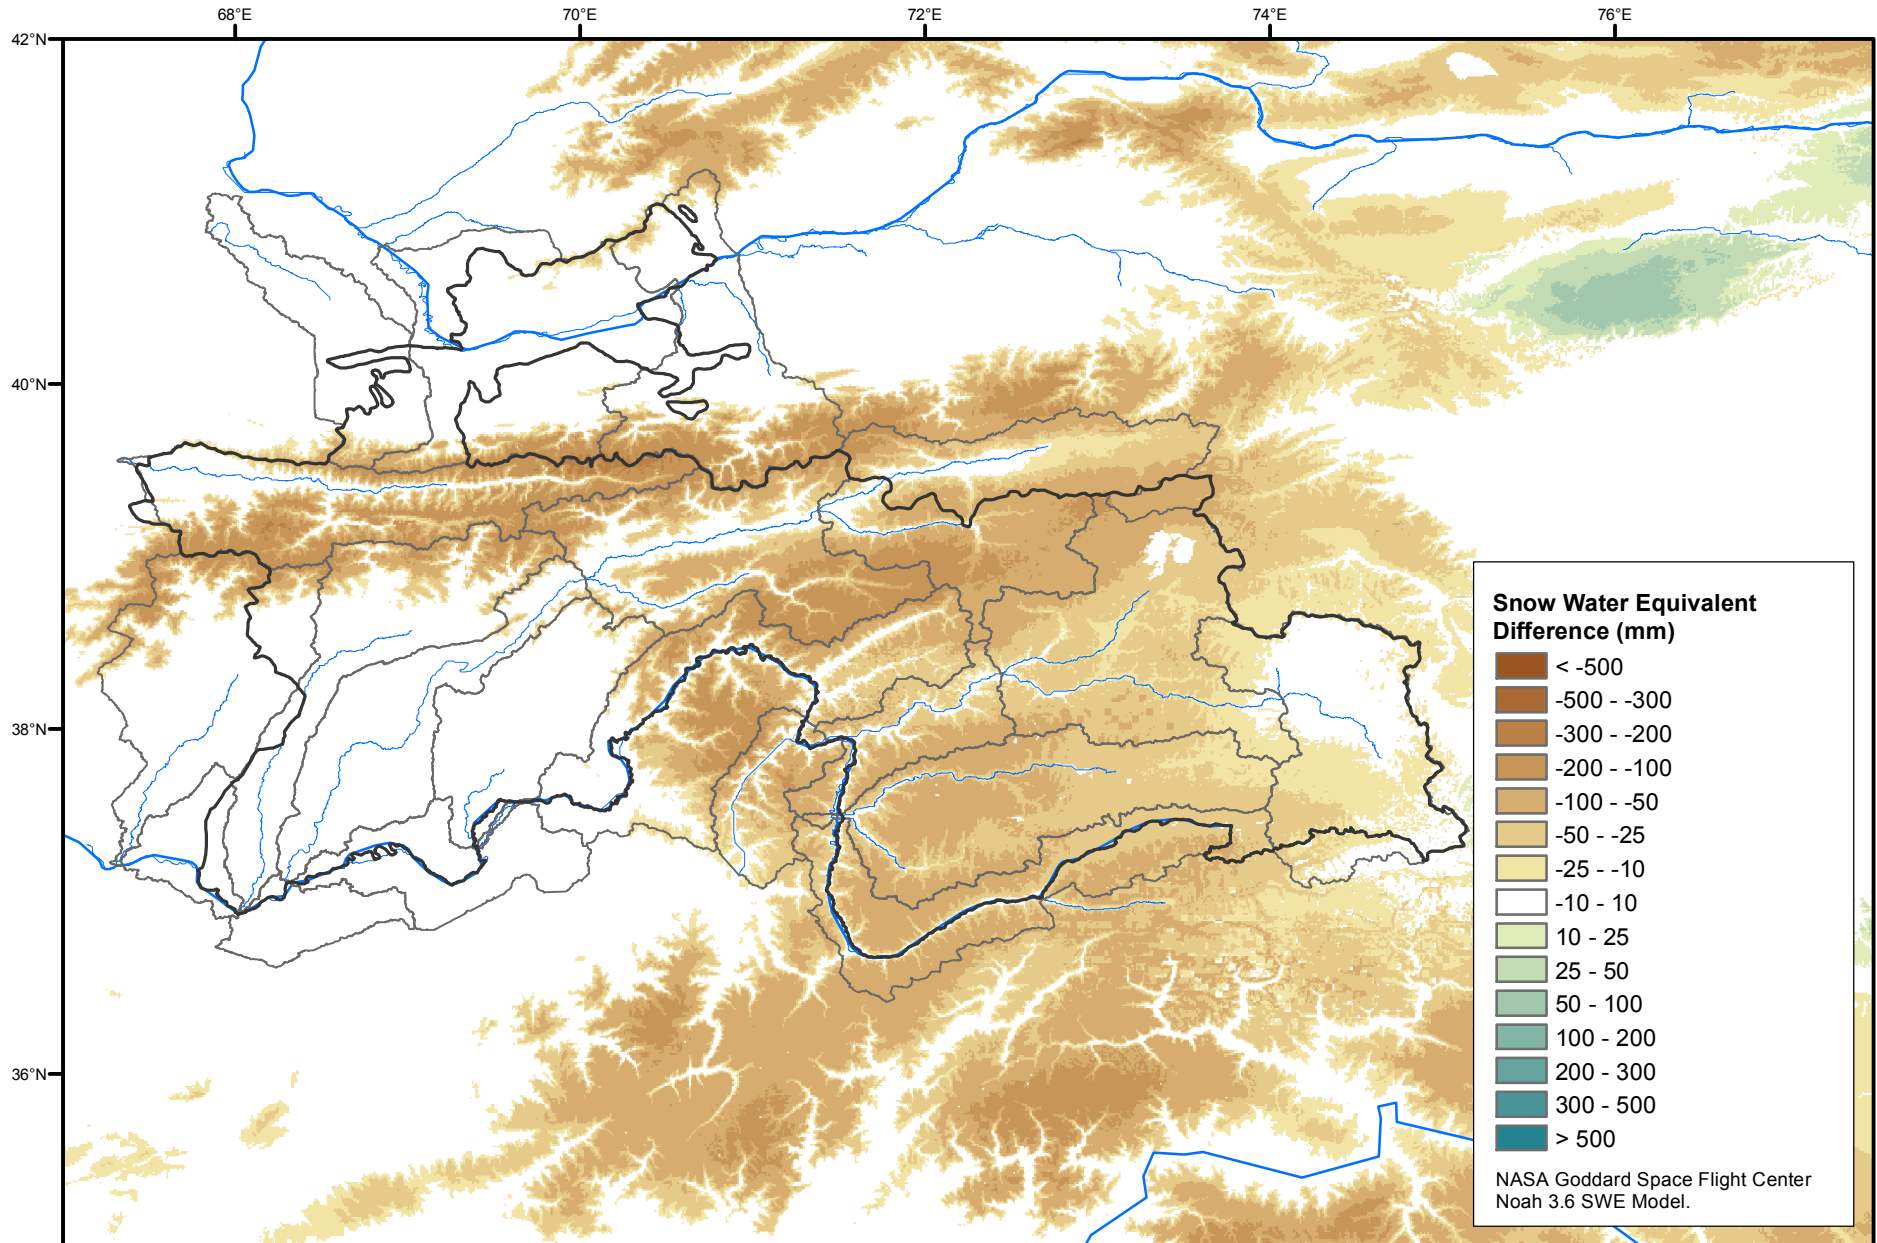 68°E 70°E 72°E 74°E 76°E
42°N
40°N
38°N
36°N
Snow Water Equivalent
Difference (mm)
< -500
-500 - -300
-300 - -200
-200 - -100
-100 - -50
-50 - -25
-25 - -10
-10 - 10
10 - 25
25 - 50
50 - 100
100 - 200
200 - 300
300 - 500
> 500
NASA Goddard Space Flight Center
Noah 3.6 SWE Model.